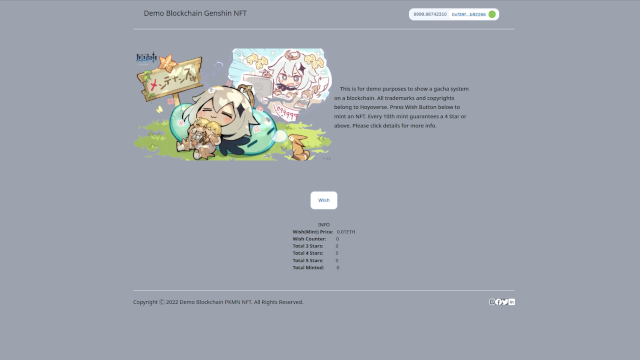 Demo Blockchain Genshin NFT
This is for demo purposes to show a gacha system
on a blockchain. All trademarks and copyrights
belong to Hoyoverse. Press Wish Button below to
mint an NFT. Every 10th mint guarantees a 4 Star or
above. Please click details for more info.
Wish
INFO
Wish(Mint) Price: 0.01ETH
Wish Counter: 0
Total 3 Stars: 0
Total 4 Stars: 0
Total 5 Stars: 0
Total Minted: 0
Copyright Ⓒ 2022 Demo Blockchain PKMN NFT. All Rights Reserved.